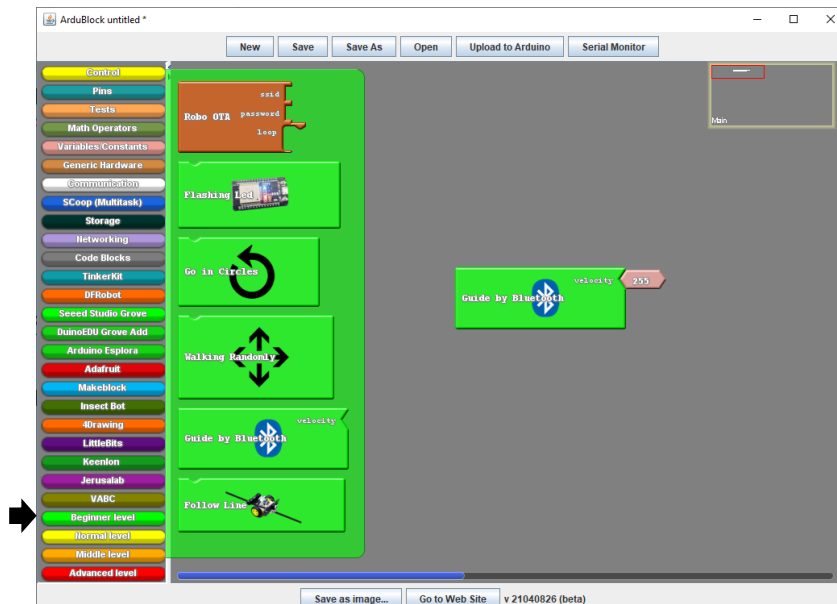 ArduBlock untitled *
New
Save
Save As
Open
Upload to Arduino
Serial Monitor
Control
Pins
Tests
Math Operators
Variables/Constants
Generic Hardware
Communication
SCoop (Multitask)
Storage
Networking
Code Blocks
TinkerKit
DFRobot
Seeed Studio Grove
DuinoEDU Grove Add
Arduino Esplora
Adafruit
Makeblock
Insect Bot
4Drawing
LittleBits
Keenlon
Jerusalab
VABC
Beginner level
Normal level
Middle level
Advanced level
Robo OTA
ssid
password
loop
Flashing Led
Go in Circles
Walking Randomly
velocity
Guide by Bluetooth
Follow Line
velocity
255
Guide by Bluetooth
Main
Save as image...
Go to Web Site
v 21040826 (beta)